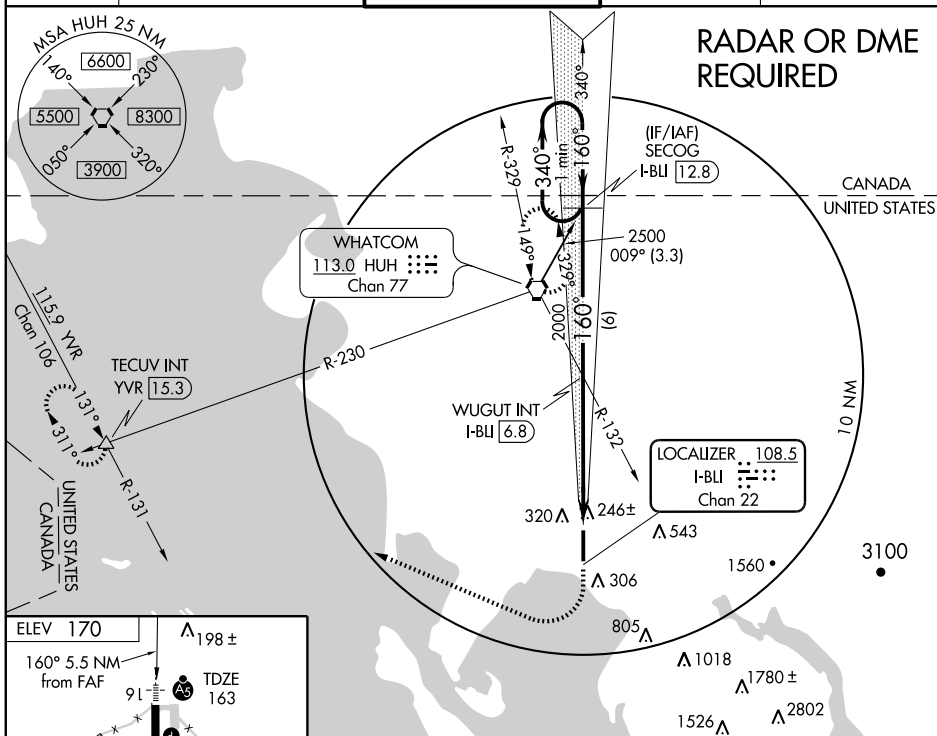 MSA HUH 25 NM
6600
140°
230°
5500
8300
050°
320°
3900
RADAR OR DME
REQUIRED
340°
160°
340°
1 min
(IF/IAF)
SECOG
I-BLI 12.8
CANADA
UNITED STATES
R-329
149°
329°
2500
009° (3.3)
WHATCOM
113.0 HUH
Chan 77
2000
160°
(6)
R-230
115.9 YVR
Chan 106
TECUV INT
YVR 15.3
131°
311°
R-131
UNITED STATES
CANADA
WUGUT INT
I-BLI 6.8
R-132
10 NM
LOCALIZER 108.5
I-BLI
Chan 22
320
246±
543
1560
3100
306
805
1018
1780 ±
1526
2802
ELEV 170
198 ±
160° 5.5 NM
from FAF
16
A5
TDZE
163